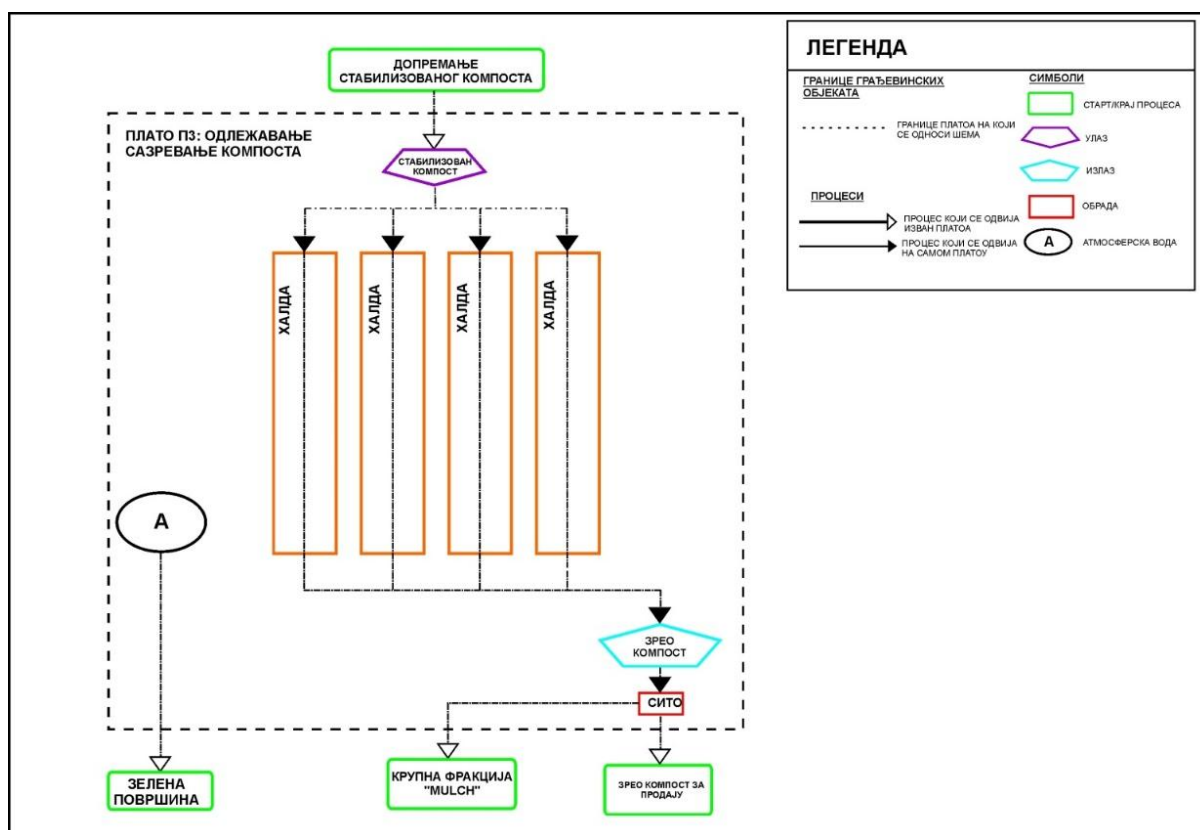 ДОПРЕМАЊЕ
СТАБИЛИЗОВАНОГ КОМПОСТА
ПЛАТО П3: ОДЛЕЖАВАЊЕ
САЗРЕВАЊЕ КОМПОСТА
СТАБИЛИЗОВАН
КОМПОСТ
ХАЛДА
ХАЛДА
ХАЛДА
ХАЛДА
А
ЗРЕО
КОМПОСТ
СИТО
ЗЕЛЕНА
ПОВРШИНА
КРУПНА ФРАКЦИЈА
"MULCH"
ЗРЕО КОМПОСТ ЗА
ПРОДАЈУ
ЛЕГЕНДА
ГРАНИЦЕ ГРАЂЕВИНСКИХ
ОБЈЕКАТА
ГРАНИЦЕ ПЛАТОА НА КОЈИ
СЕ ОДНОСИ ШЕМА
ПРОЦЕСИ
ПРОЦЕС КОЈИ СЕ ОДВИЈА
ИЗВАН ПЛАТОА
ПРОЦЕС КОЈИ СЕ ОДВИЈА
НА САМОМ ПЛАТОУ
СИМБОЛИ
СТАРТ/КРАЈ ПРОЦЕСА
УЛАЗ
ИЗЛАЗ
ОБРАДА
А
АТМОСФЕРСКА ВОДА